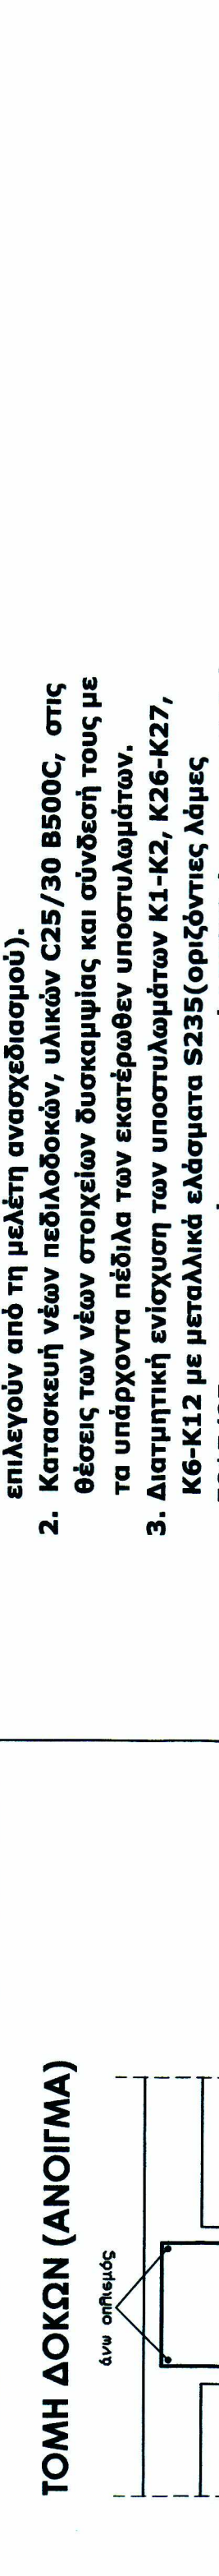 επιλεγούν από τη μελέτη ανασχεδιασμού).
2. Κατασκευή νέων πεδιλοδοκών, υλικών C25/30 B500C, στις
θέσεις των νέων στοιχείων δυσκαμψίας και σύνδεσή τους με
τα υπάρχοντα πέδιλα των εκατέρωθεν υποστυλωμάτων.
3. Διατμητική ενίσχυση των υποστυλωμάτων Κ1-Κ2, Κ26-Κ27,
Κ6-Κ12 με μεταλλικά ελάσματα S235(οριζόντιες λάμες
ΤΟΜΗ ΔΟΚΩΝ (ΑΝΟΙΓΜΑ)
άνω οπλισμός